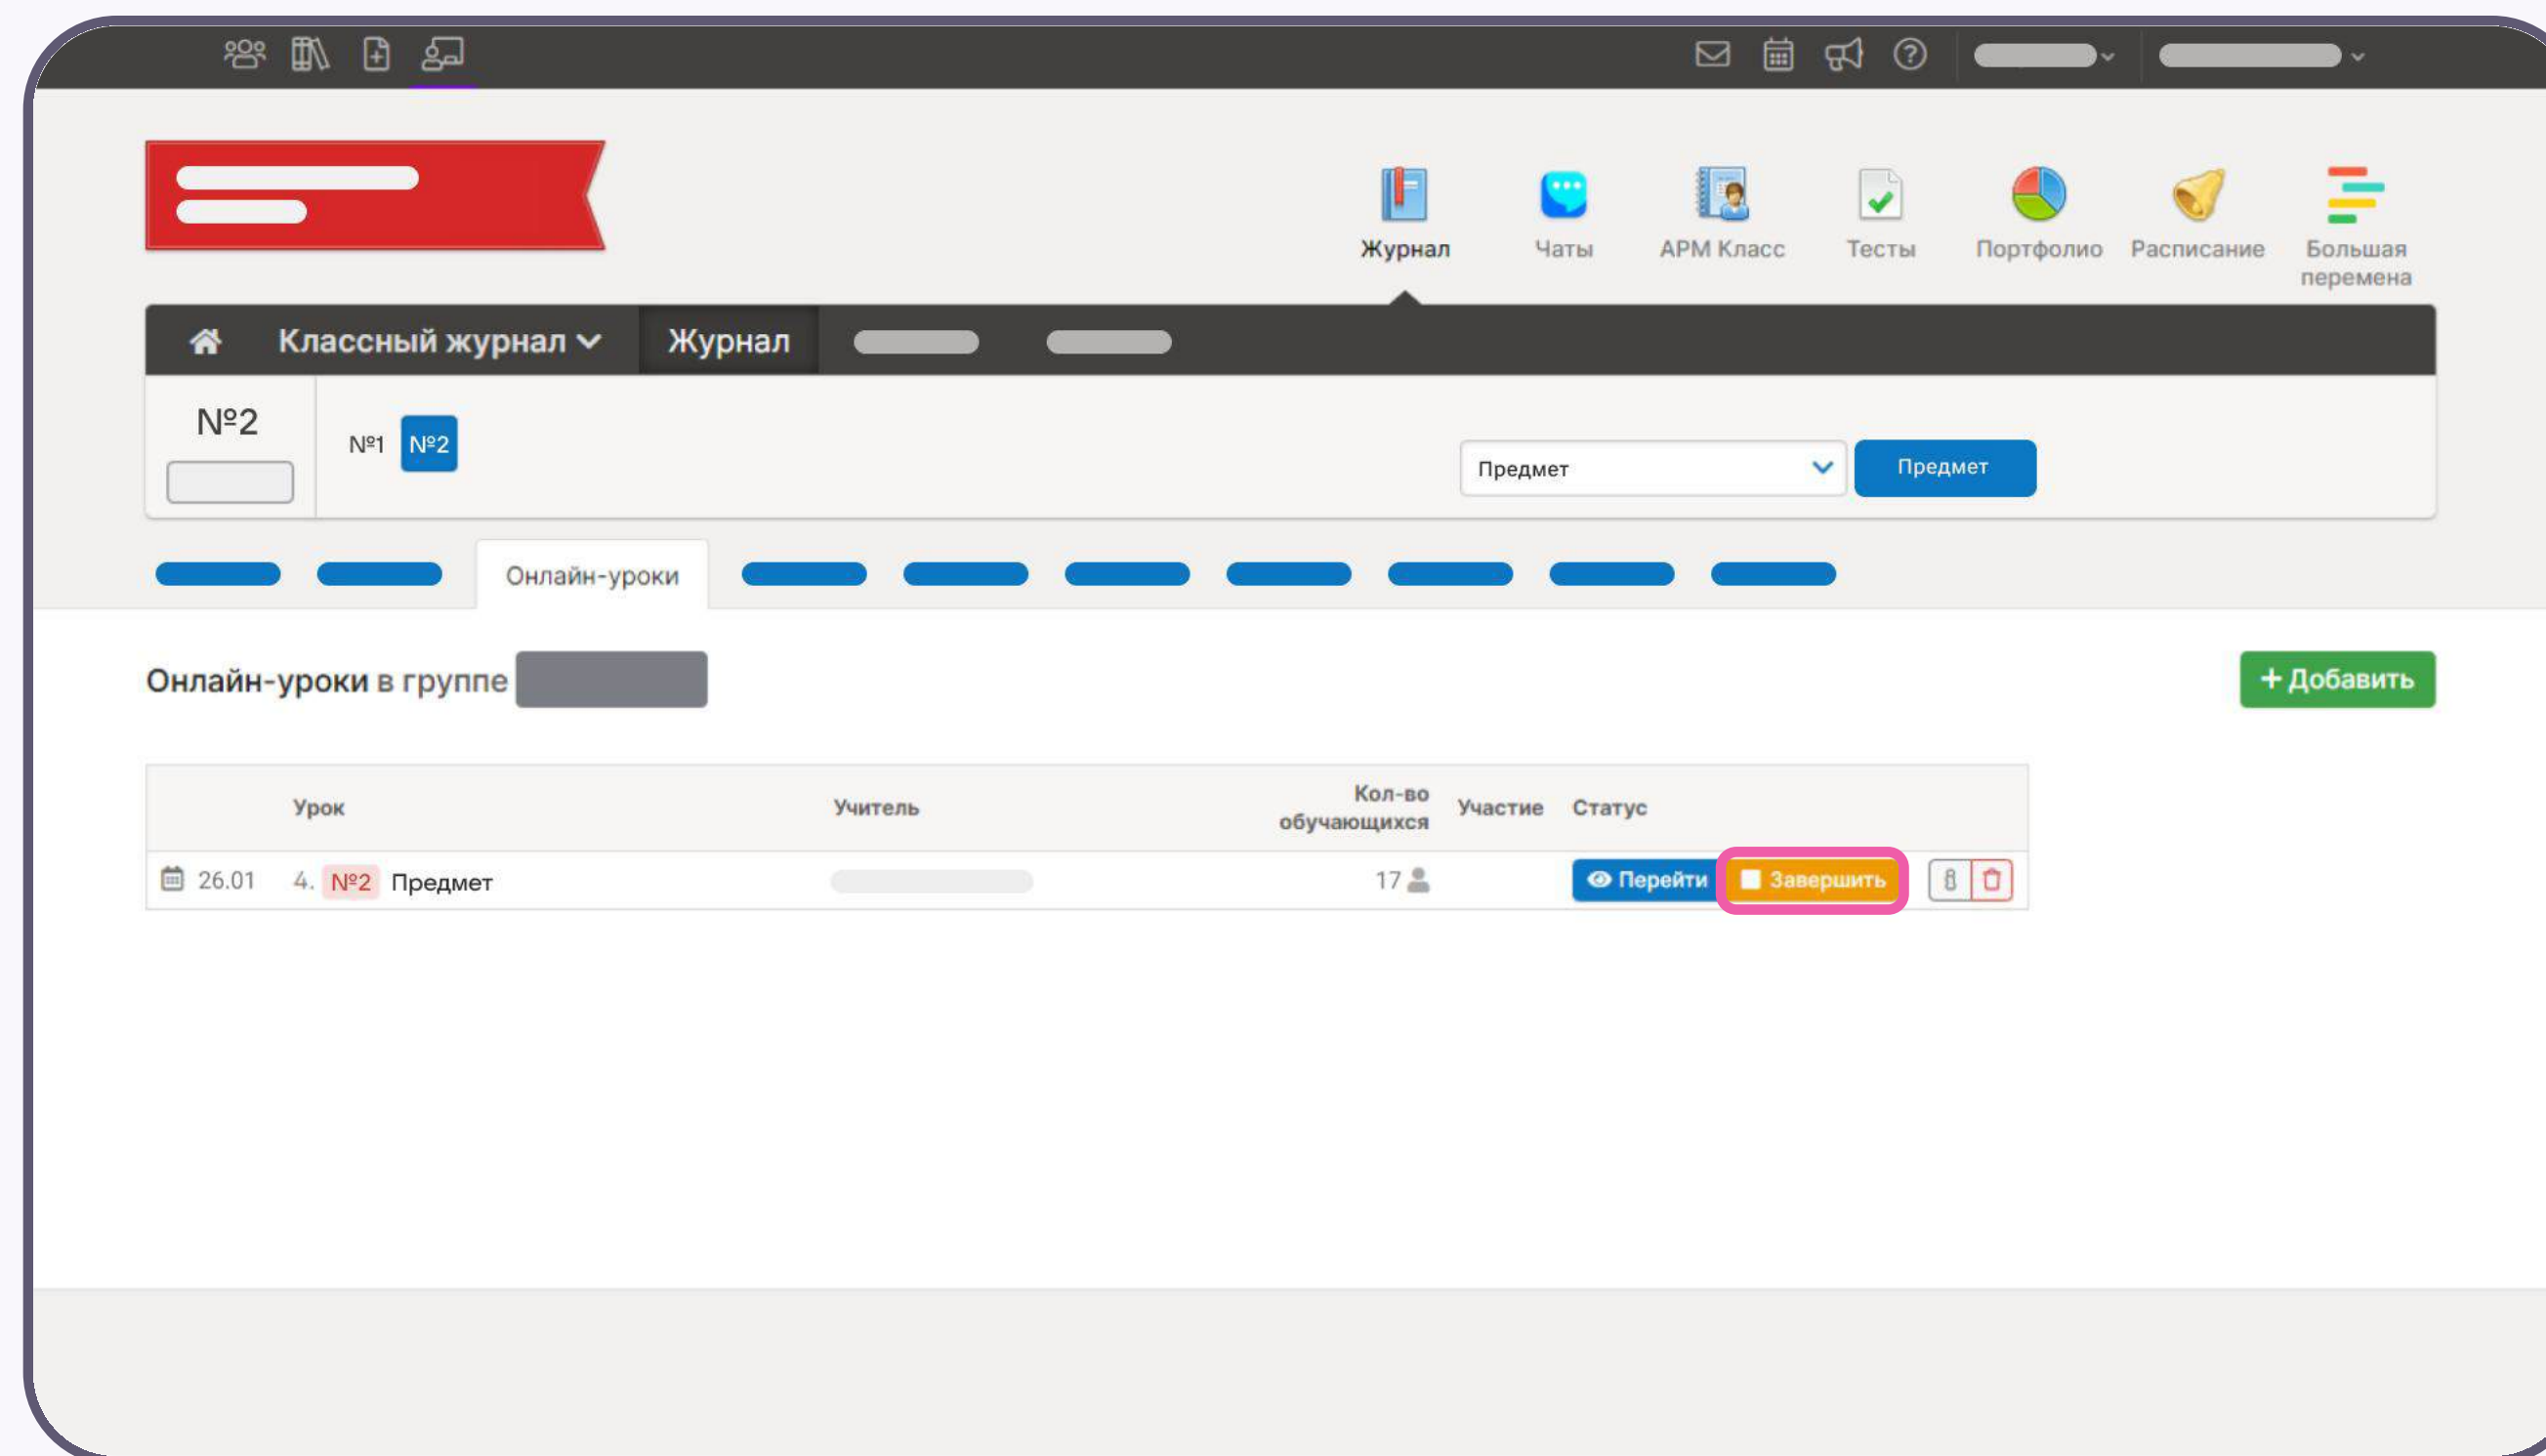 Журнал
Чаты
АРМ Класс
Тесты
Портфолио
Расписание
Большая
перемена
Классный журнал
Журнал
№2
№1 №2
Предмет
Предмет
Онлайн-уроки
Онлайн-уроки в группе
+ Добавить
Урок
Учитель
Кол-во
обучающихся
Участие
Статус
26.01 4. №2 Предмет 17 Перейти Завершить